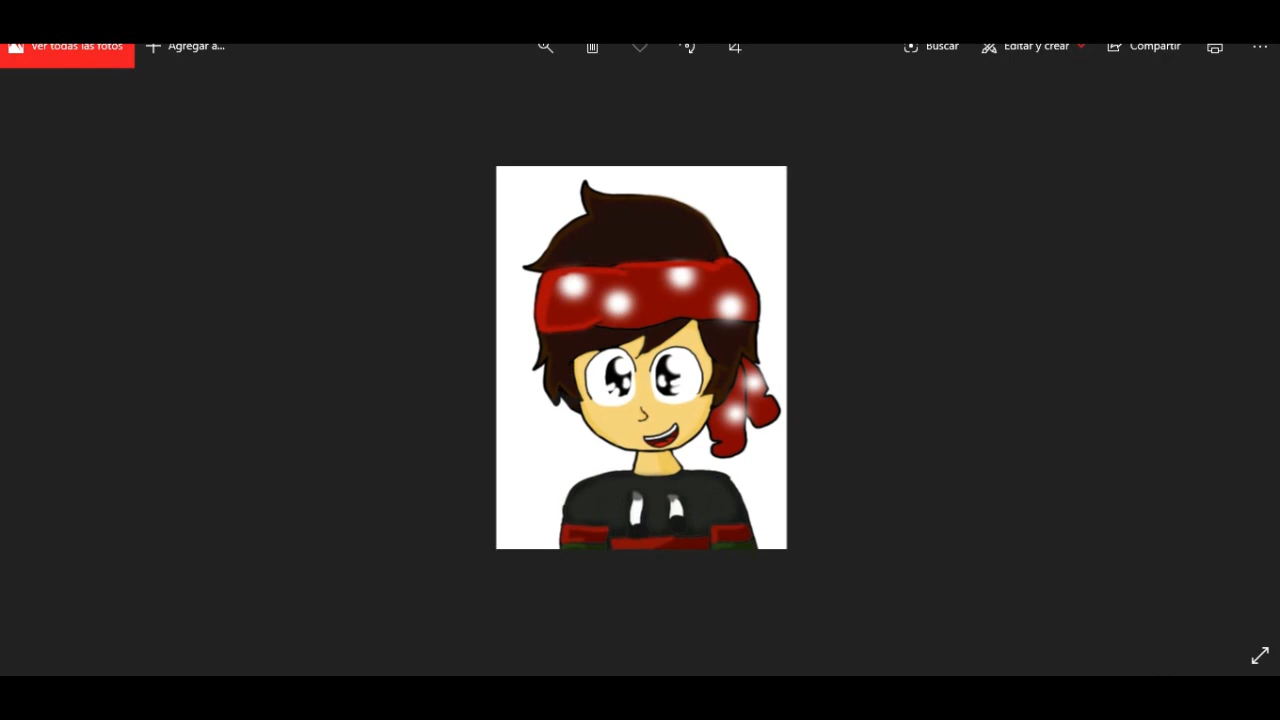 Ver todas las fotos
Agregar a...
Buscar
Editar y crear
Compartir